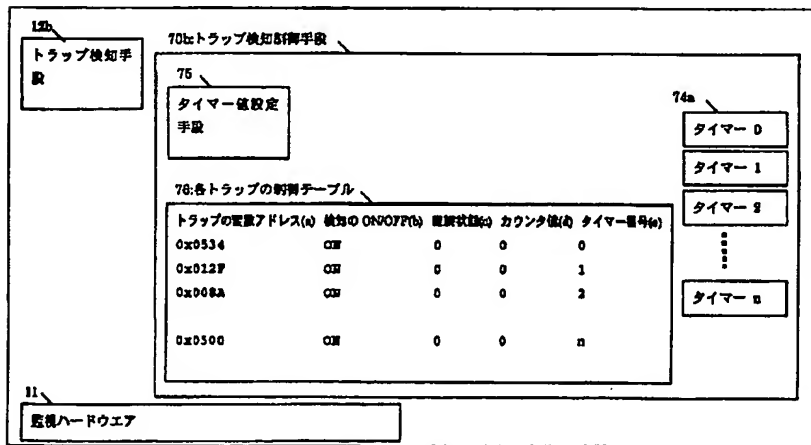 12b
トラップ検知手
段
70b:トラップ検知制御手段
75
タイマー値設定
手段
74a
タイマー 0
タイマー 1
タイマー 2
タイマー n
76:各トラップの制御テーブル
トラップの変数アドレス(a) 検知の ON/OFF(b) 確認状態(c) カウンタ値(d) タイマー番号(e)
0x0534 ON 0 0 0
0x012F ON 0 0 1
0x008A ON 0 0 2
0x0500 ON 0 0 n
11
監視ハードウエア